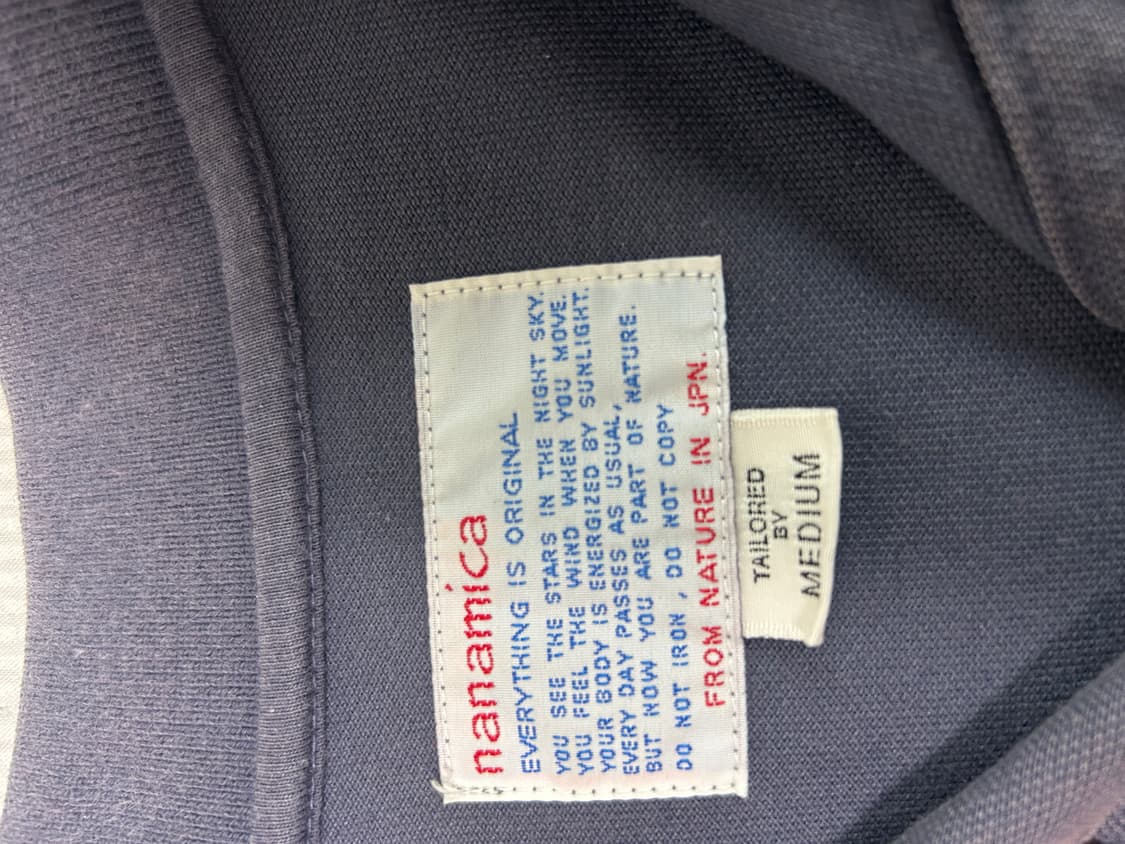 nanamica
EVERYTHING IS ORIGINAL
YOU SEE THE STARS IN THE NIGHT SKY.
YOU FEEL THE WIND WHEN YOU MOVE.
YOUR BODY IS ENERGIZED BY SUNLIGHT.
EVERY DAY PASSES AS USUAL,
BUT NOW YOU ARE PART OF NATURE.
DO NOT IRON, DO NOT COPY
FROM NATURE IN JPN.
TAILORED
BY
MEDIUM